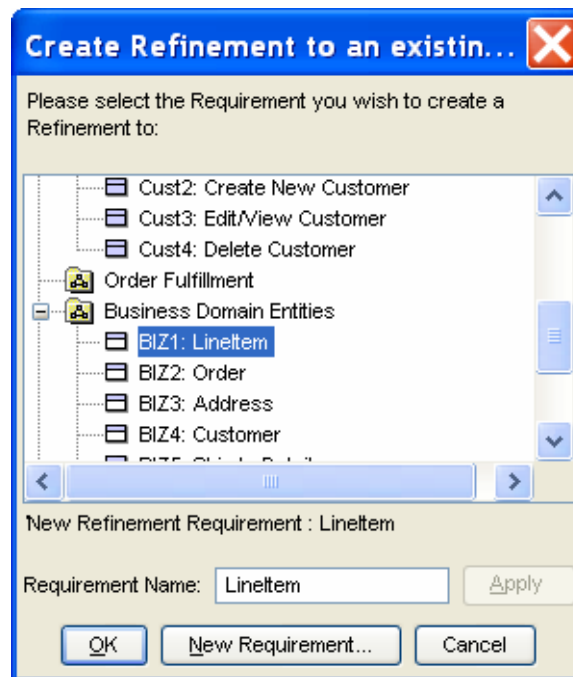 Create Refinement to an existin...
Please select the Requirement you wish to create a
Refinement to:
Cust2: Create New Customer
Cust3: Edit/View Customer
Cust4: Delete Customer
Order Fulfillment
Business Domain Entities
BIZ1: LineItem
BIZ2: Order
BIZ3: Address
BIZ4: Customer
New Refinement Requirement : LineItem
Requirement Name: LineItem Apply
OK New Requirement... Cancel